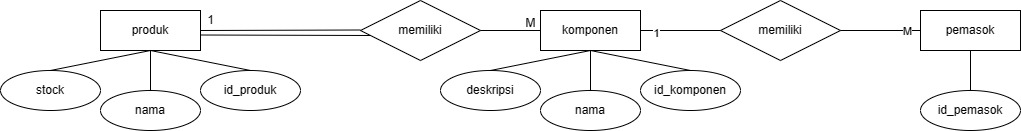 produk
1
memiliki
M
komponen
1
memiliki
M
pemasok
stock
nama
id_produk
deskripsi
nama
id_komponen
id_pemasok